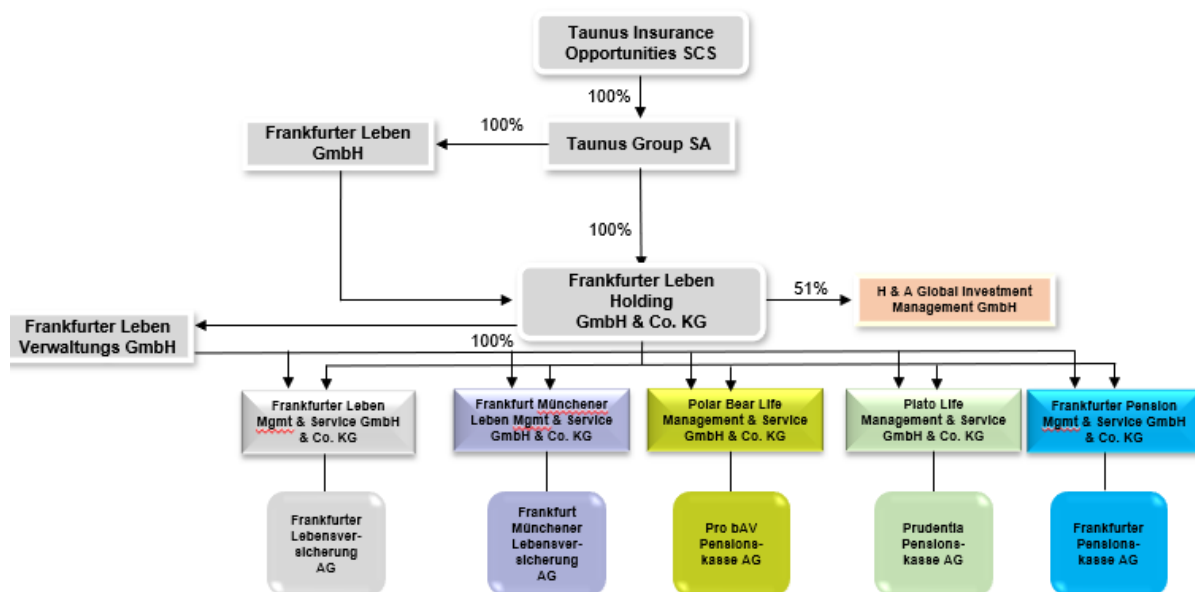 Taunus Insurance
Opportunities SCS
100%
100%
Frankfurter Leben
GmbH
Taunus Group SA
100%
Frankfurter Leben
Holding
GmbH & Co. KG
51%
H & A Global Investment
Management GmbH
Frankfurter Leben
Verwaltungs GmbH
100%
Frankfurter Leben
Mgmt & Service GmbH
& Co. KG
Frankfurt Münchener
Leben Mgmt & Service
GmbH & Co. KG
Polar Bear Life
Management & Service
GmbH & Co. KG
Plato Life
Management & Service
GmbH & Co. KG
Frankfurter Pension
Mgmt & Service GmbH
& Co. KG
Frankfurter
Lebensver-
sicherung
AG
Frankfurt
Münchener
Lebensver-
sicherung
AG
Pro bAV
Pensions-
kasse AG
Prudentia
Pensions-
kasse AG
Frankfurter
Pensions-
kasse AG